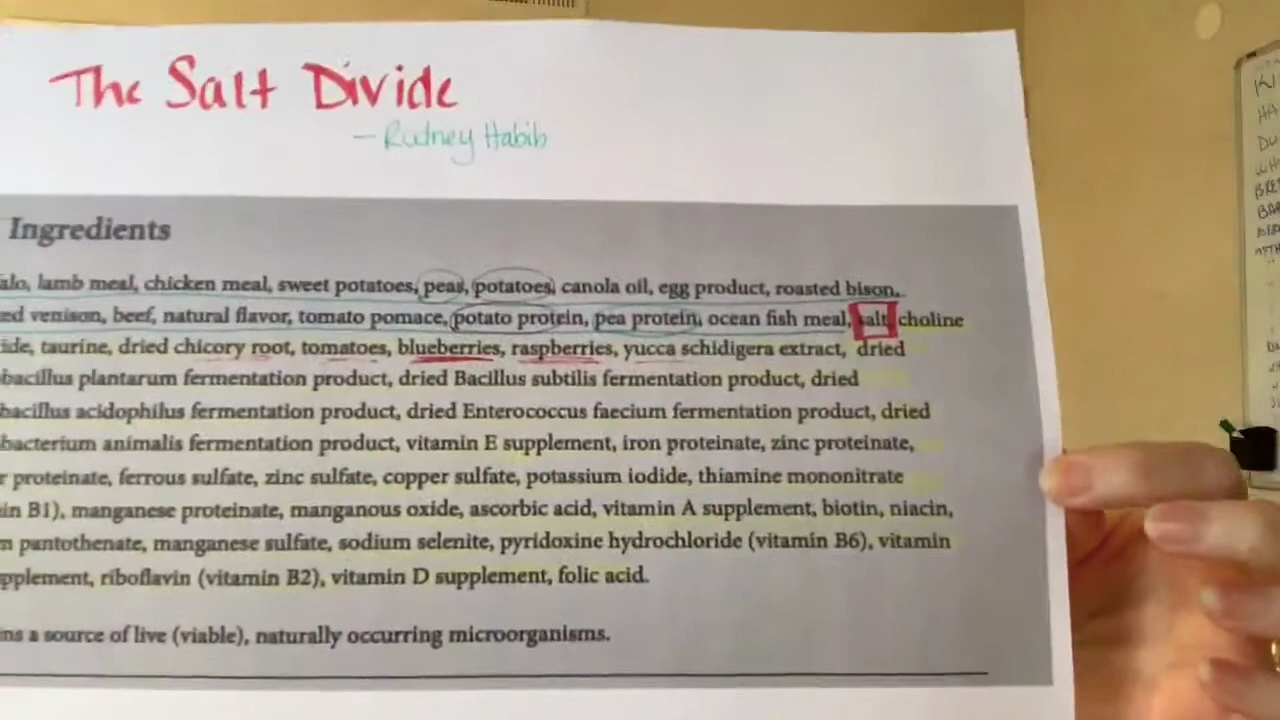 The Salt Divide
- Rodney Habib
Ingredients
alo, lamb meal, chicken meal, sweet potatoes, peas, potatoes, canola oil, egg product, roasted bison,
ed venison, beef, natural flavor, tomato pomace, potato protein, pea protein, ocean fish meal, salt, choline
ide, taurine, dried chicory root, tomatoes, blueberries, raspberries, yucca schidigera extract, dried
bacillus plantarum fermentation product, dried Bacillus subtilis fermentation product, dried
bacillus acidophilus fermentation product, dried Enterococcus faecium fermentation product, dried
bacterium animalis fermentation product, vitamin E supplement, iron proteinate, zinc proteinate,
r proteinate, ferrous sulfate, zinc sulfate, copper sulfate, potassium iodide, thiamine mononitrate
in B1), manganese proteinate, manganous oxide, ascorbic acid, vitamin A supplement, biotin, niacin,
m pantothenate, manganese sulfate, sodium selenite, pyridoxine hydrochloride (vitamin B6), vitamin
pplement, riboflavin (vitamin B2), vitamin D supplement, folic acid.
ns a source of live (viable), naturally occurring microorganisms.